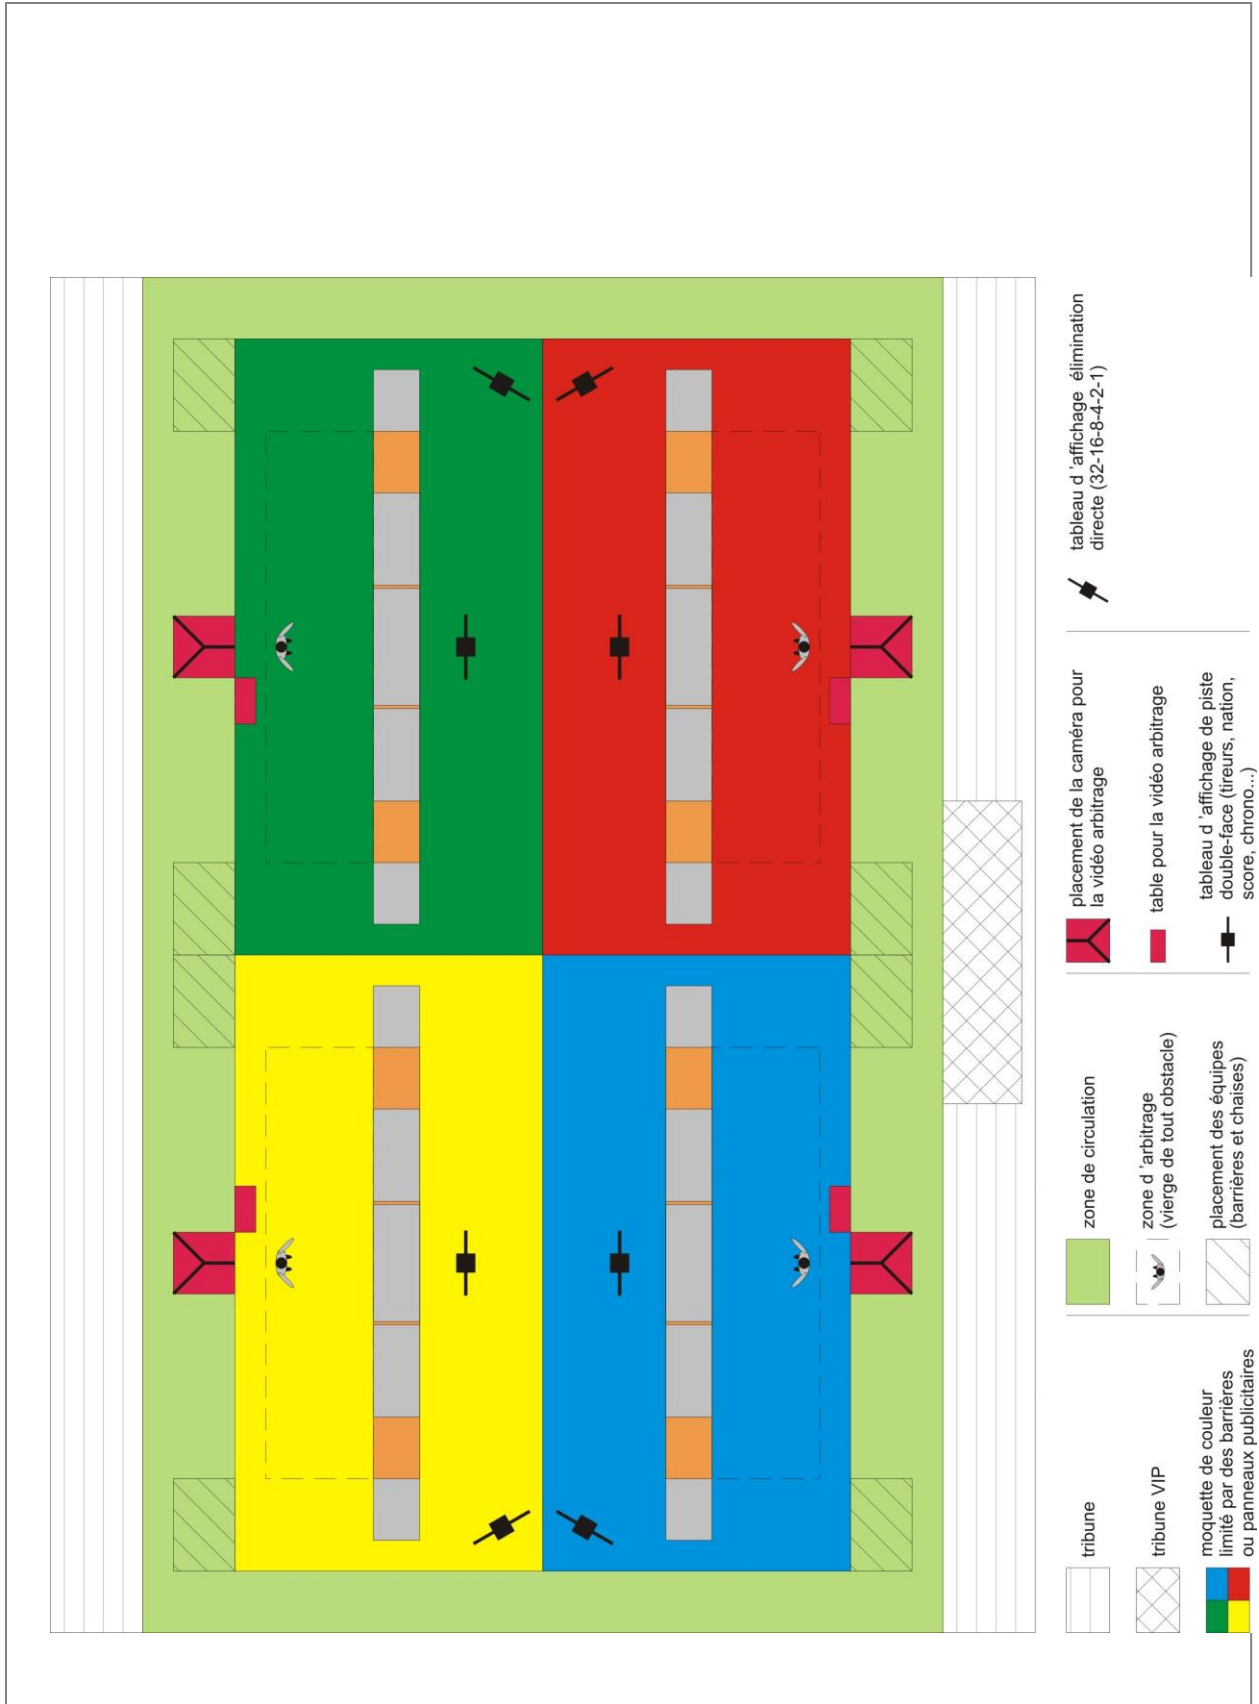 tribune
tribune VIP
moquette de couleur
limité par des barrières
ou panneaux publicitaires
zone de circulation
zone d 'arbitrage
(vierge de tout obstacle)
placement des équipes
(barrières et chaises)
placement de la caméra pour
la vidéo arbitrage
table pour la vidéo arbitrage
tableau d 'affichage de piste
double-face (tireurs, nation,
score, chrono...)
tableau d 'affichage élimination
directe (32-16-8-4-2-1)